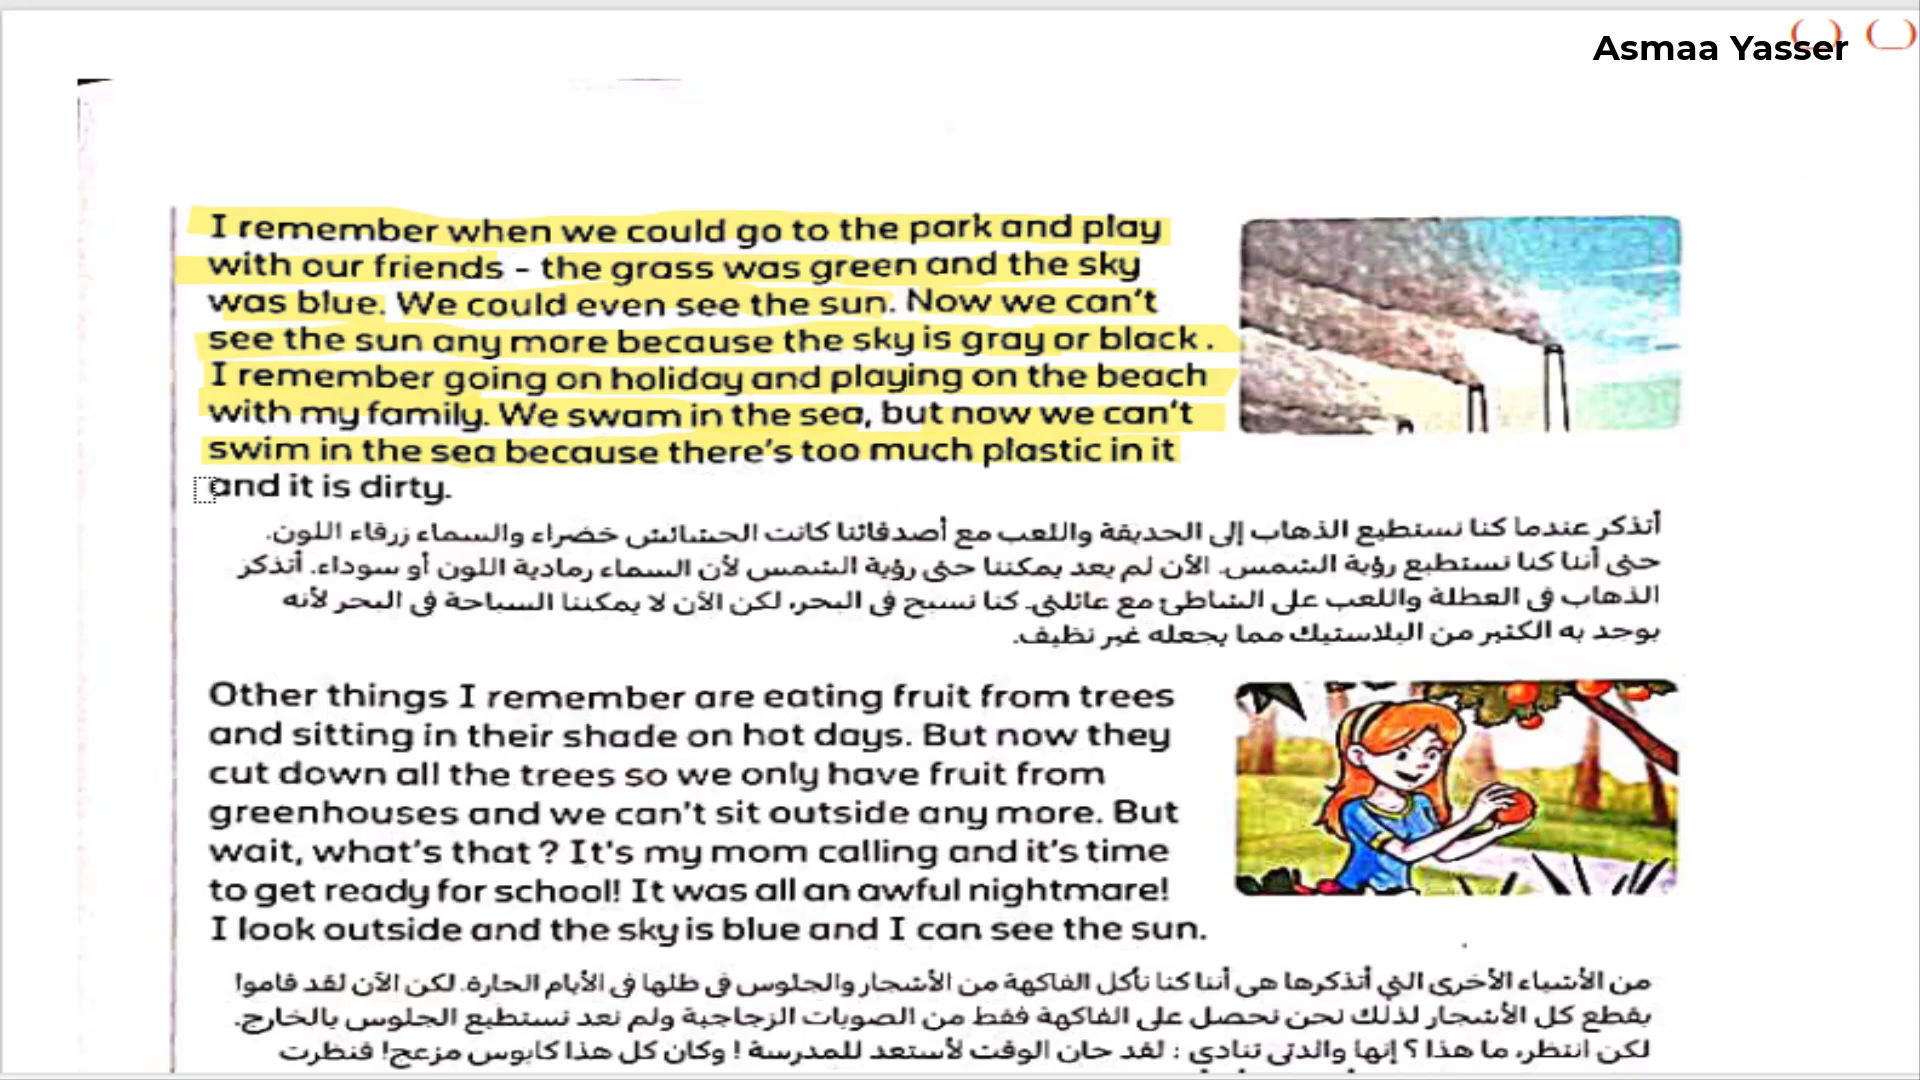 Asmaa Yasser
I remember when we could go to the park and play
with our friends - the grass was green and the sky
was blue. We could even see the sun. Now we can't
see the sun any more because the sky is gray or black.
I remember going on holiday and playing on the beach
with my family. We swam in the sea, but now we can't
swim in the sea because there's too much plastic in it
and it is dirty.
أتذكر عندما كنا نستطيع الذهاب إلى الحديقة واللعب مع أصدقائنا كانت الحشائش خضراء والسماء زرقاء اللون.
حتى أننا كنا نستطيع رؤية الشمس. الآن لم يعد يمكننا حتى رؤية الشمس لأن السماء رمادية اللون أو سوداء. أتذكر
الذهاب فى العطلة واللعب على الشاطئ مع عائلتى. كنا نسبح فى البحر، لكن الآن لا يمكننا السباحة فى البحر لأنه
يوجد به الكثير من البلاستيك مما يجعله غير نظيف.
Other things I remember are eating fruit from trees
and sitting in their shade on hot days. But now they
cut down all the trees so we only have fruit from
greenhouses and we can't sit outside any more. But
wait, what's that? It's my mom calling and it's time
to get ready for school! It was all an awful nightmare!
I look outside and the sky is blue and I can see the sun.
من الأشياء الأخرى التي أتذكرها هى أننا كنا نأكل الفاكهة من الأشجار والجلوس فى ظلها فى الأيام الحارة. لكن الآن لقد قاموا
بقطع كل الأشجار لذلك نحن نحصل على الفاكهة فقط من الصوبات الزجاجية ولم نعد نستطيع الجلوس بالخارج.
لكن انتظر، ما هذا ؟ إنها والدتى تنادي : لقد حان الوقت لأستعد للمدرسة ! وكان كل هذا كابوس مزعج! فنظرت